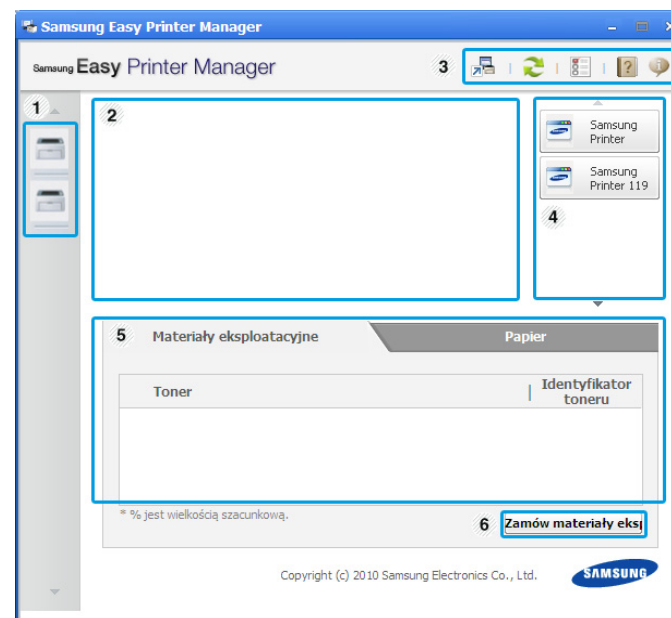 Samsung Easy Printer Manager
Samsung Easy Printer Manager
3
1
2
Samsung
Printer
Samsung
Printer 119
4
5 Materiały eksploatacyjne Papier
Toner | Identyfikator
toneru
* % jest wielkością szacunkową.
6 Zamów materiały eksp
Copyright (c) 2010 Samsung Electronics Co., Ltd. SAMSUNG